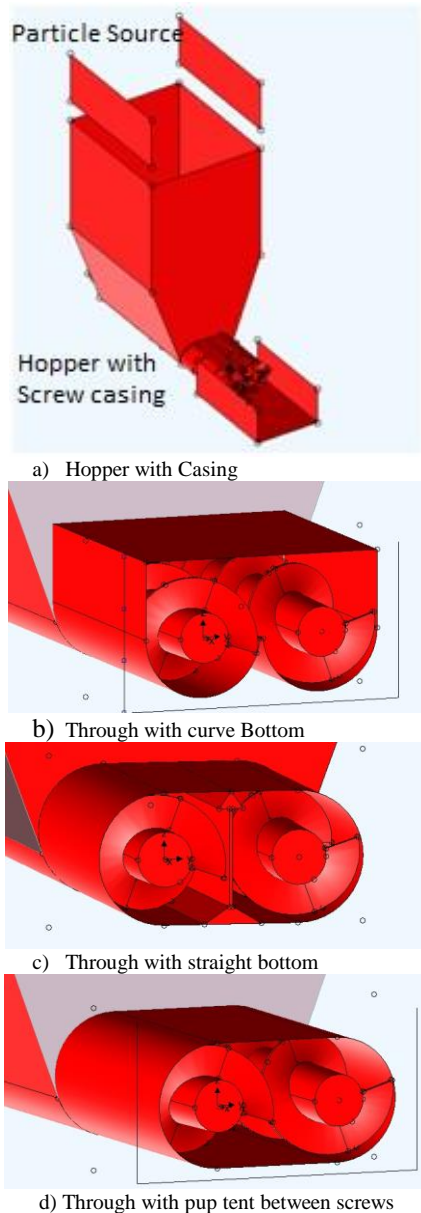 Particle Source
Hopper with
Screw casing
a) Hopper with Casing
b) Through with curve Bottom
c) Through with straight bottom
d) Through with pup tent between screws